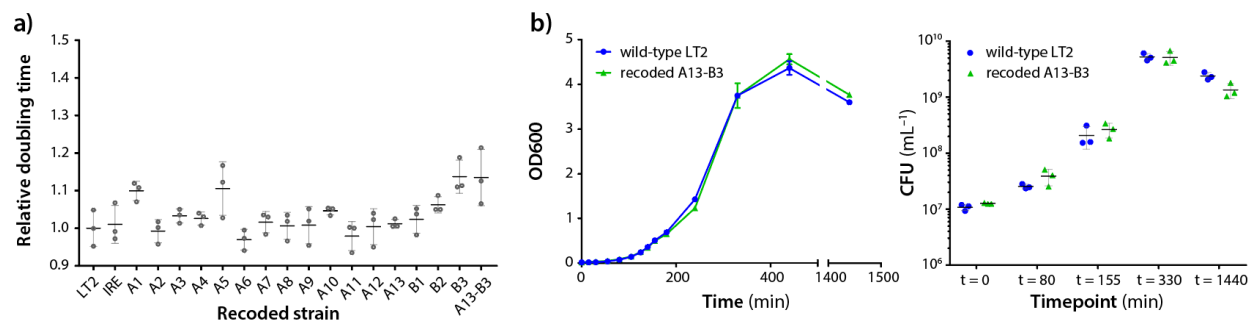 a)
Relative doubling time
1.5
1.4
1.3
1.2
1.1
1.0
0.9
LT2
IRE
A1
A2
A3
A4
A5
A6
A7
A8
A9
A10
A11
A12
A13
B1
B2
B3
A13-B3
Recoded strain
b)
OD600
5
4
3
2
1
0
wild-type LT2
recoded A13-B3
0
200
400
1400
1500
Time (min)
CFU (mL⁻¹)
10¹⁰
10⁹
10⁸
10⁷
10⁶
wild-type LT2
recoded A13-B3
t = 0
t = 80
t = 155
t = 330
t = 1440
Timepoint (min)